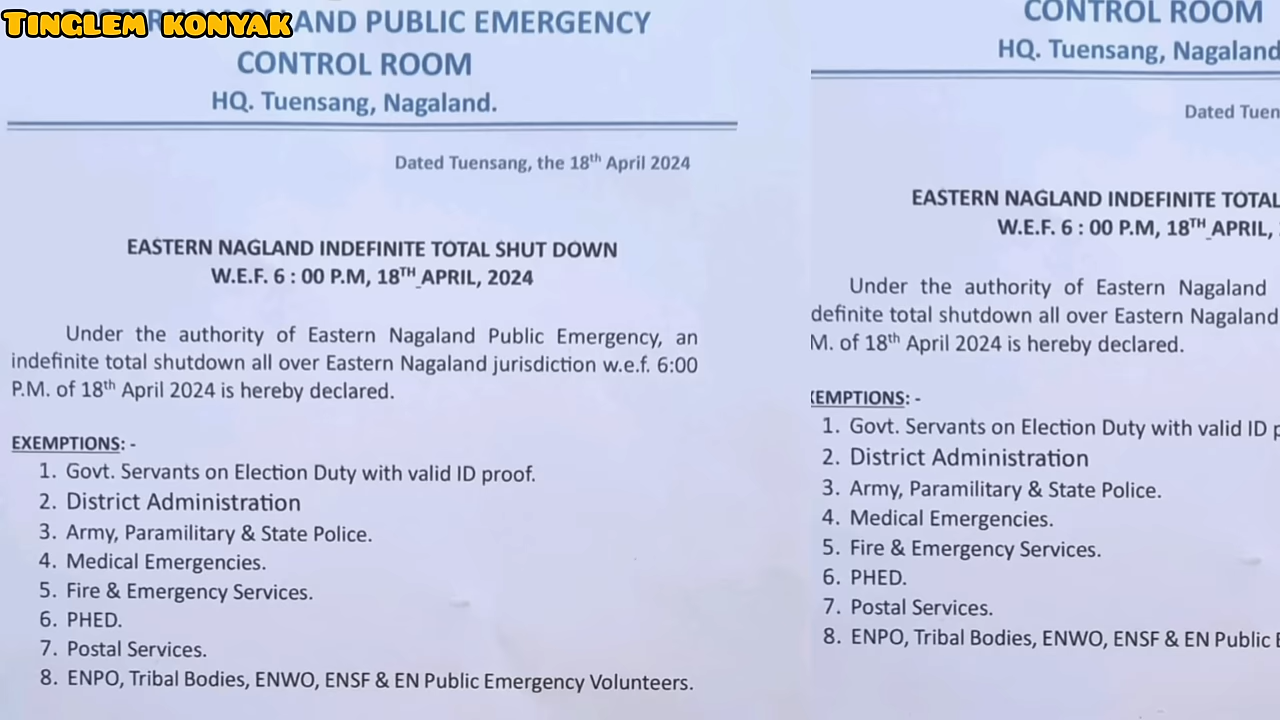 TINGLEM KONYAK
AND PUBLIC EMERGENCY
CONTROL ROOM
HQ. Tuensang, Nagaland.
Dated Tuensang, the 18th April 2024
EASTERN NAGLAND INDEFINITE TOTAL SHUT DOWN
W.E.F. 6 : 00 P.M, 18TH APRIL, 2024
Under the authority of Eastern Nagaland Public Emergency, an
indefinite total shutdown all over Eastern Nagaland jurisdiction w.e.f. 6:00
P.M. of 18th April 2024 is hereby declared.
EXEMPTIONS: -
1. Govt. Servants on Election Duty with valid ID proof.
2. District Administration
3. Army, Paramilitary & State Police.
4. Medical Emergencies.
5. Fire & Emergency Services.
6. PHED.
7. Postal Services.
8. ENPO, Tribal Bodies, ENWO, ENSF & EN Public Emergency Volunteers.
CONTROL ROOM
HQ. Tuensang, Nagaland
Dated Tuen
EASTERN NAGLAND INDEFINITE TOTAL
W.E.F. 6 : 00 P.M, 18TH APRIL,
Under the authority of Eastern Nagaland
definite total shutdown all over Eastern Nagaland
M. of 18th April 2024 is hereby declared.
EMPTIONS: -
1. Govt. Servants on Election Duty with valid ID p
2. District Administration
3. Army, Paramilitary & State Police.
4. Medical Emergencies.
5. Fire & Emergency Services.
6. PHED.
7. Postal Services.
8. ENPO, Tribal Bodies, ENWO, ENSF & EN Public E